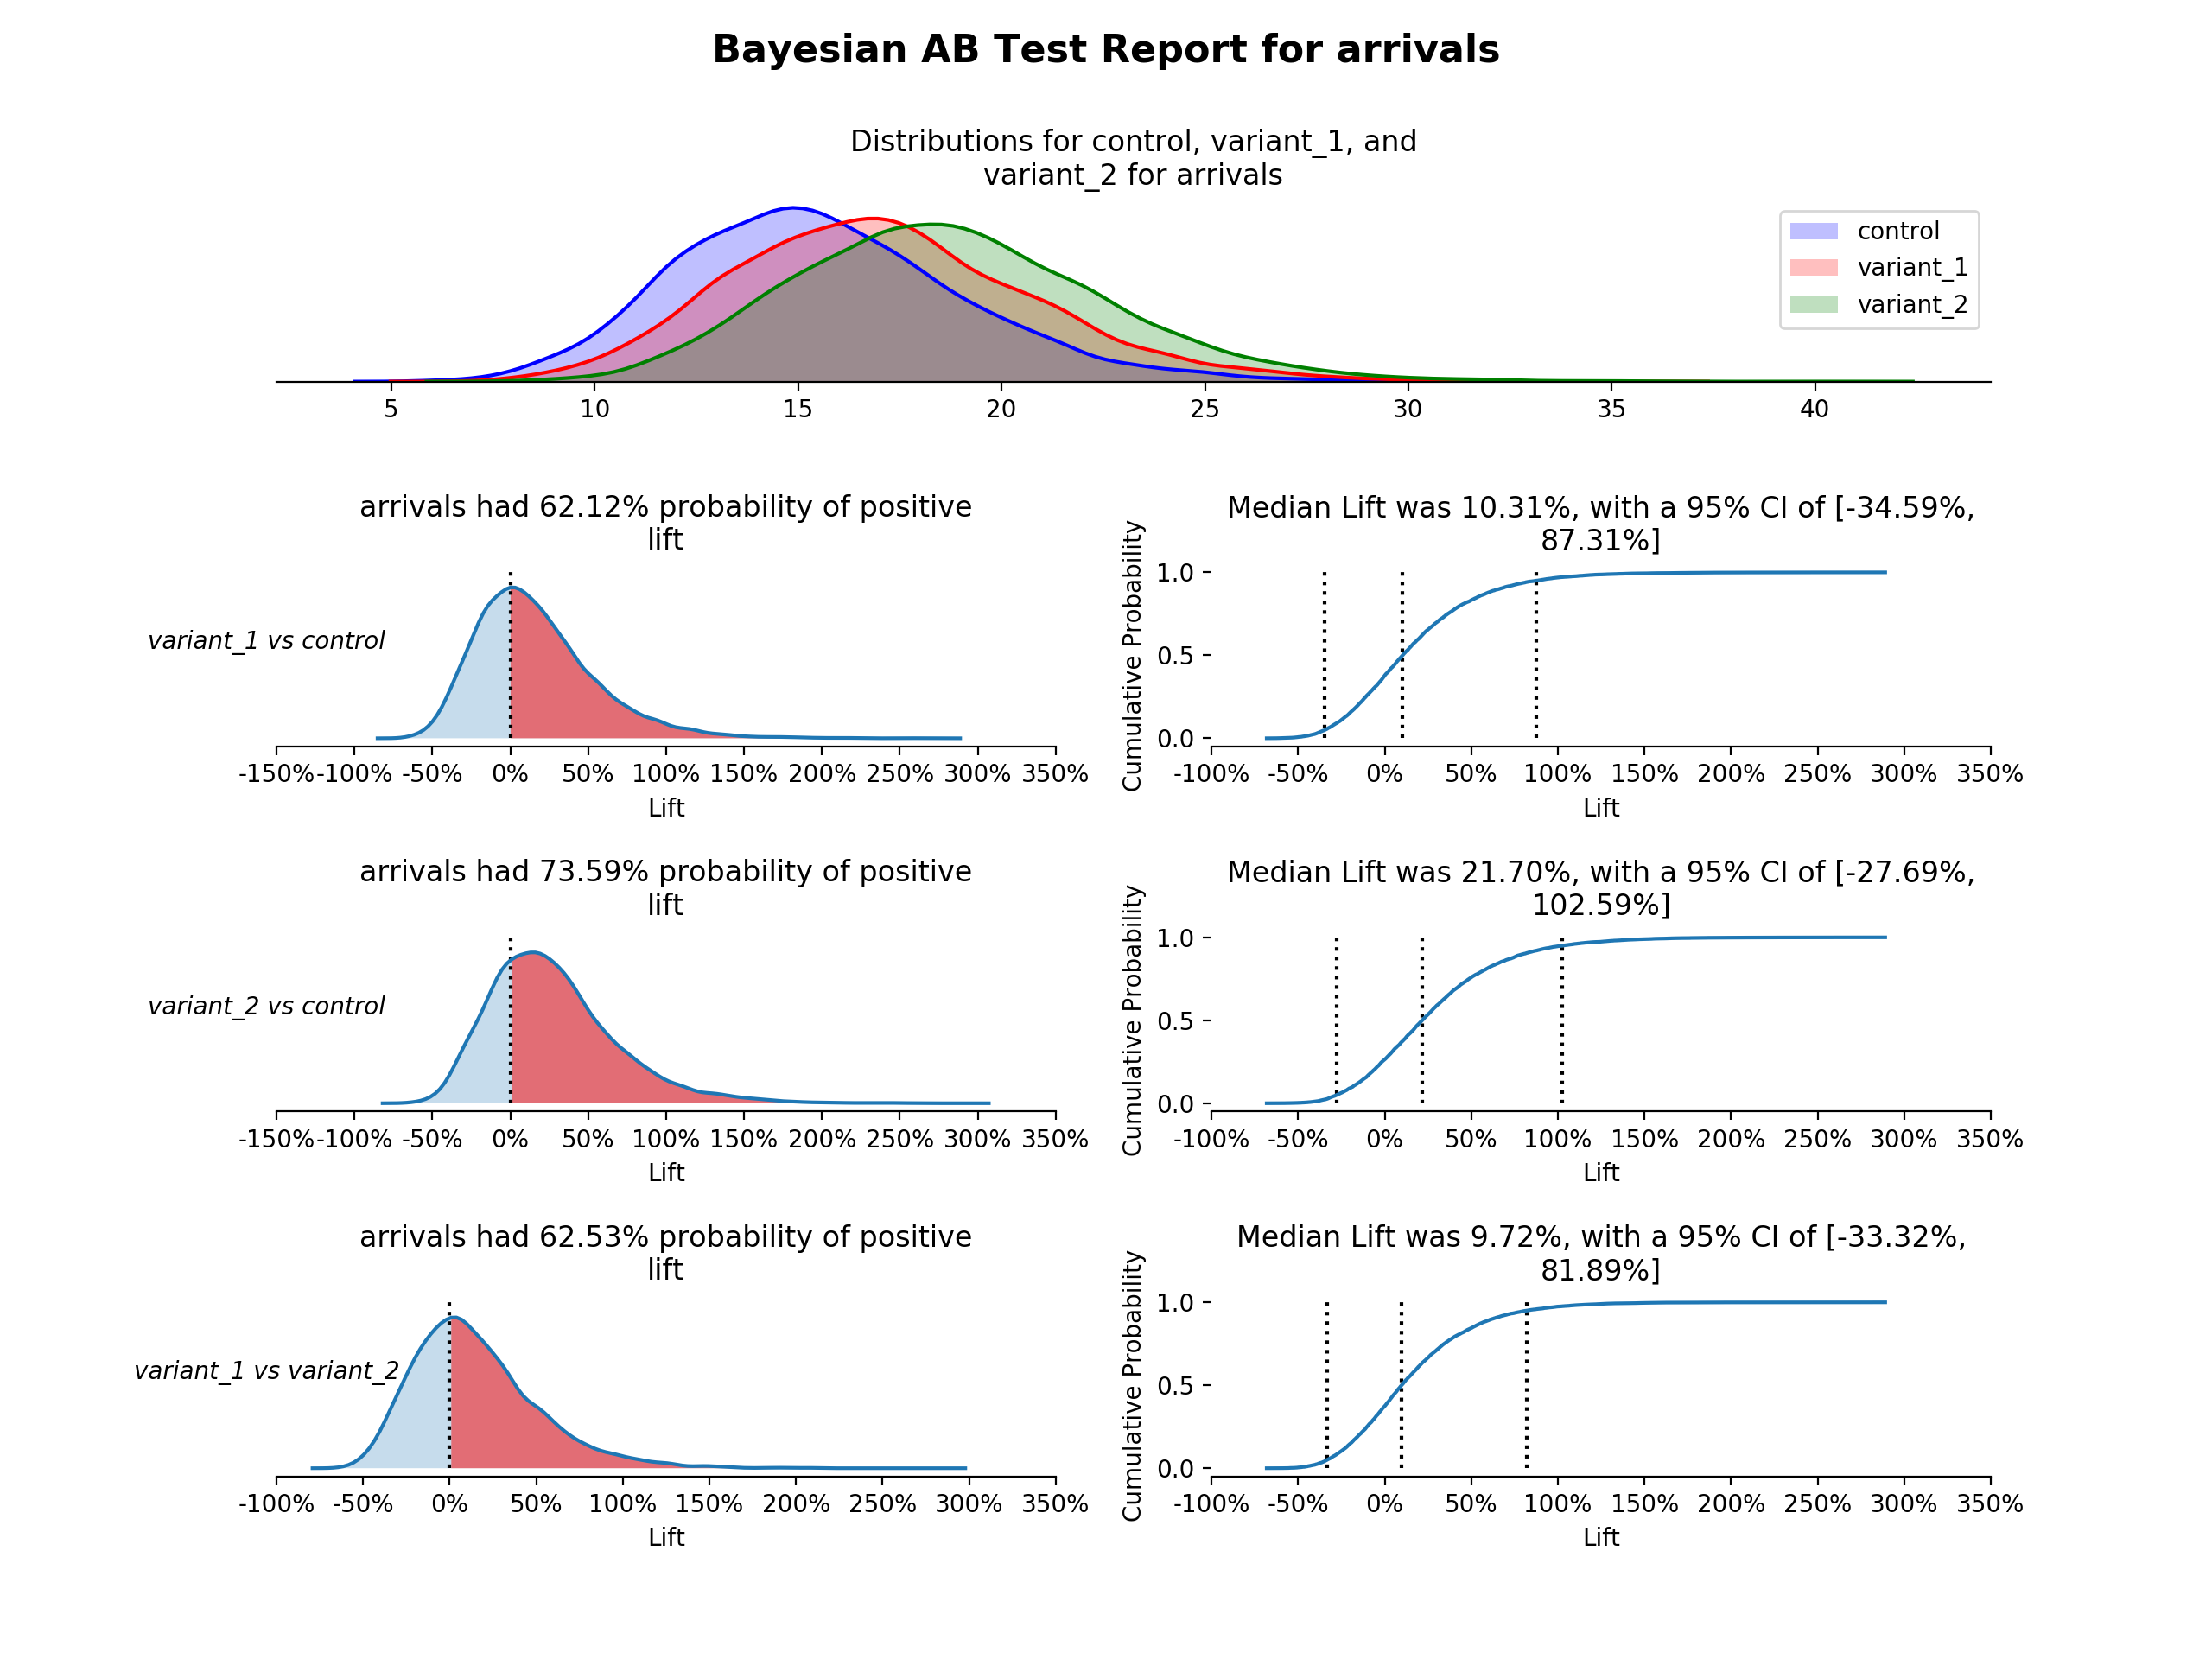 Bayesian AB Test Report for arrivals
Distributions for control, variant_1, and
variant_2 for arrivals
control
variant_1
variant_2
5 10 15 20 25 30 35 40
arrivals had 62.12% probability of positive
lift
variant_1 vs control
-150% -100% -50% 0% 50% 100% 150% 200% 250% 300% 350%
Lift
Median Lift was 10.31%, with a 95% CI of [-34.59%,
87.31%]
Cumulative Probability
1.0
0.5
0.0
-100% -50% 0% 50% 100% 150% 200% 250% 300% 350%
Lift
arrivals had 73.59% probability of positive
lift
variant_2 vs control
-150% -100% -50% 0% 50% 100% 150% 200% 250% 300% 350%
Lift
Median Lift was 21.70%, with a 95% CI of [-27.69%,
102.59%]
Cumulative Probability
1.0
0.5
0.0
-100% -50% 0% 50% 100% 150% 200% 250% 300% 350%
Lift
arrivals had 62.53% probability of positive
lift
variant_1 vs variant_2
-100% -50% 0% 50% 100% 150% 200% 250% 300% 350%
Lift
Median Lift was 9.72%, with a 95% CI of [-33.32%,
81.89%]
Cumulative Probability
1.0
0.5
0.0
-100% -50% 0% 50% 100% 150% 200% 250% 300% 350%
Lift